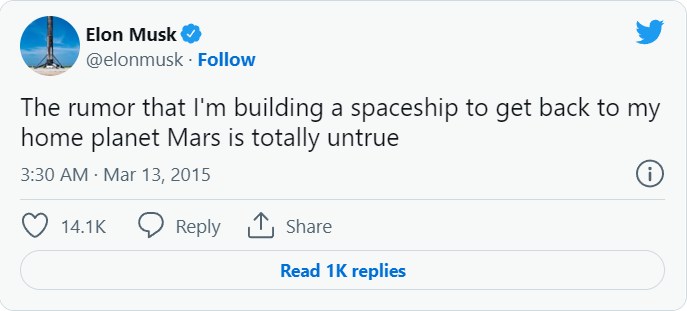 Elon Musk
@elonmusk · Follow
The rumor that I'm building a spaceship to get back to my
home planet Mars is totally untrue
3:30 AM · Mar 13, 2015
14.1K Reply Share
Read 1K replies